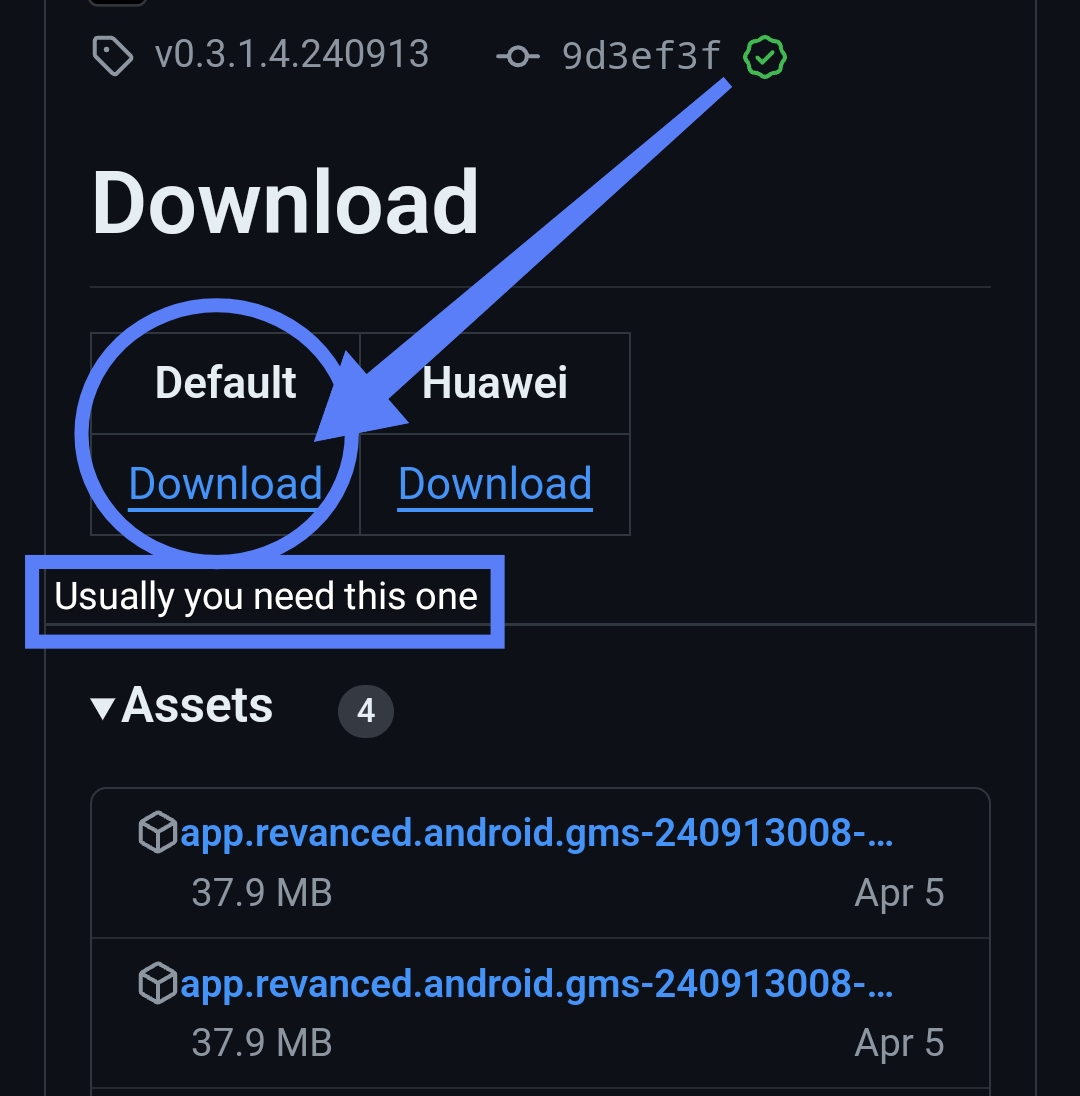 v0.3.1.4.240913 9d3ef3f
Download
Default Huawei
Download Download
Usually you need this one
Assets 4
app.revanced.android.gms-240913008-...
37.9 MB Apr 5
app.revanced.android.gms-240913008-...
37.9 MB Apr 5